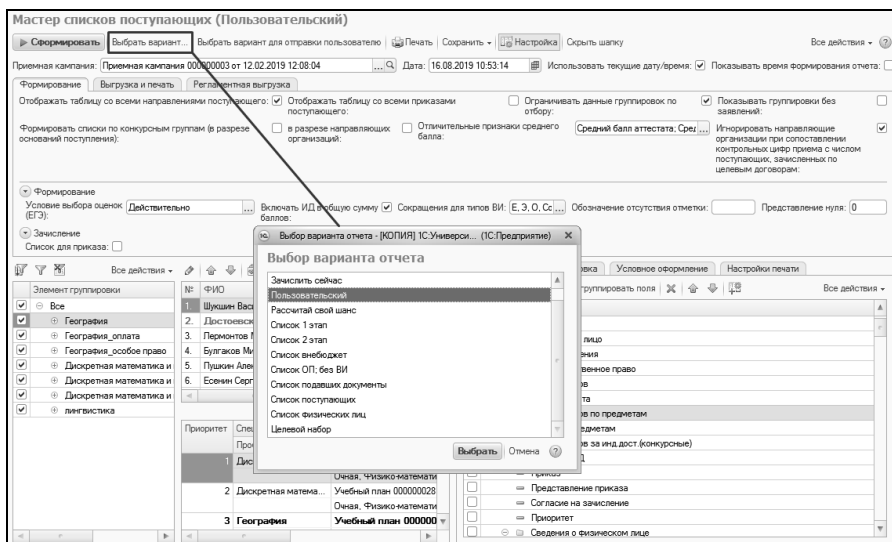 Мастер списков поступающих (Пользовательский)
Сформировать Выбрать вариант... Выбрать вариант для отправки пользователю Печать Сохранить Настройка Скрыть шапку Все действия
Приемная кампания: Приемная кампания 000000003 от 12.02.2019 12:08:04 ... Дата: 16.08.2019 10:53:14 Использовать текущие дату/время: Показывать время формирования отчета:
Формирование Выгрузка и печать Регламентная выгрузка
Отображать таблицу со всеми направлениями поступающего: Отображать таблицу со всеми приказами Ограничивать данные группировок по Показывать группировки без
поступающего: отбору: заявлений:
Формировать списки по конкурсным группам (в разрезе в разрезе направляющих Отличительные признаки среднего Средний балл аттестата; Сред ... Игнорировать направляющие
оснований поступления): организаций: балла: организации при сопоставлении
контрольных цифр приема с числом
поступающих, зачисленных по
целевым договорам:
Формирование
Условие выбора оценок Действительно ... Включать ИД в общую сумму Сокращения для типов ВИ: Е, Э, О, Сс ... Обозначение отсутствия отметки: Представление нуля: 0
(ЕГЭ): баллов:
Зачисление
Список для приказа:
Выбор варианта отчета - [КОПИЯ] 1С:Универси... (1С:Предприятие)
Выбор варианта отчета
Зачислить сейчас
Пользовательский
Рассчитай свой шанс
Список 1 этап
Список 2 этап
Список внебюджет
Список ОП; без ВИ
Список подавших документы
Список поступающих
Список физических лиц
Целевой набор
Выбрать Отмена
Все действия
Элемент группировки
Все
География
География_оплата
География_особое право
Дискретная математика и
Дискретная математика и
лингвистика
№ ФИО
1. Шукшин Васи
2. Достоевск
3. Лермонтов М
4. Булгаков Ми
5. Пушкин Алек
6. Есенин Серг
Приоритет Спец
Про
1 Дис
Очная, Физико-математи
2 Дискретная матема... Учебный план 000000028
Очная, Физико-математи
3 География Учебный план 000000
овка Условное оформление Настройки печати
группировать поля Все действия
лицо
ения
твенное право
ов
та
ов по предметам
едметам
ов за инд.дост.(конкурсные)
Приказ
Представление приказа
Согласие на зачисление
Приоритет
Сведения о физическом лице